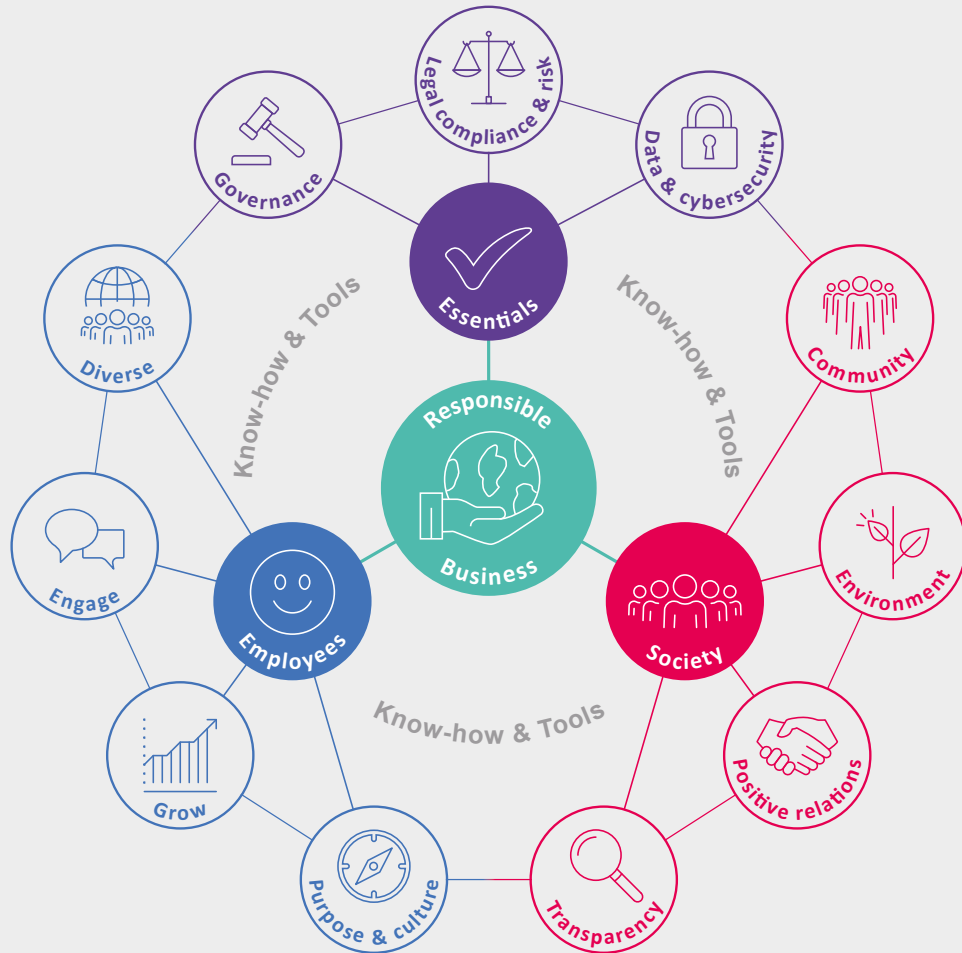 Legal compliance & risk
Governance
Data & cybersecurity
Essentials
Diverse
Know-how & Tools
Know-how & Tools
Community
Responsible
Business
Engage
Employees
Society
Environment
Know-how & Tools
Grow
Positive relations
Purpose & culture
Transparency